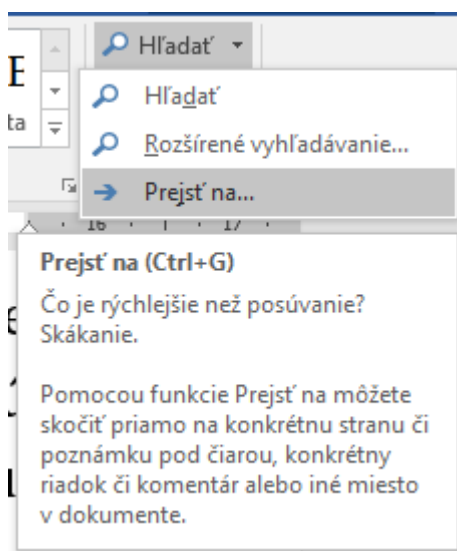 Hľadať
E
ta
Hľadať
Rozšírené vyhľadávanie...
Prejsť na...
16 17
Prejsť na (Ctrl+G)
Čo je rýchlejšie než posúvanie?
Skákanie.
Pomocou funkcie Prejsť na môžete
skočiť priamo na konkrétnu stranu či
poznámku pod čiarou, konkrétny
riadok či komentár alebo iné miesto
v dokumente.